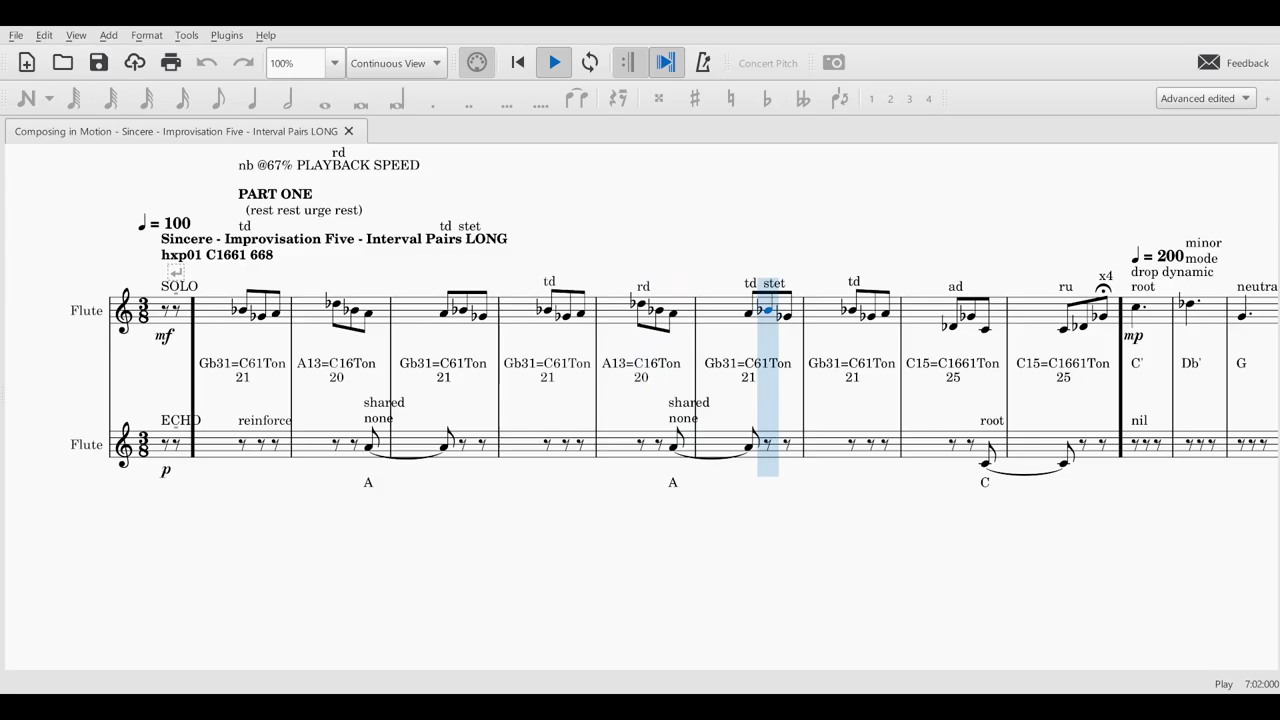 File Edit View Add Format Tools Plugins Help
100% Continuous View Concert Pitch Feedback
1 2 3 4 Advanced edited
Composing in Motion - Sincere - Improvisation Five - Interval Pairs LONG
rd
nb @67% PLAYBACK SPEED
PART ONE
(rest rest urge rest)
= 100
td td stet
Sincere - Improvisation Five - Interval Pairs LONG
hxp01 C1661 668
= 200
minor
mode
drop dynamic
SOLO td rd td stet td ad ru x4 root neutra
Flute 3 8
mf mp
Gb31=C61Ton A13=C16Ton Gb31=C61Ton Gb31=C61Ton A13=C16Ton Gb31=C61Ton Gb31=C61Ton C15=C1661Ton C15=C1661Ton C' Db' G
21 20 21 21 20 21 21 25 25
shared shared
none none
ECHO reinforce root nil
Flute 3 8
p
A A C
Play 7:02:000